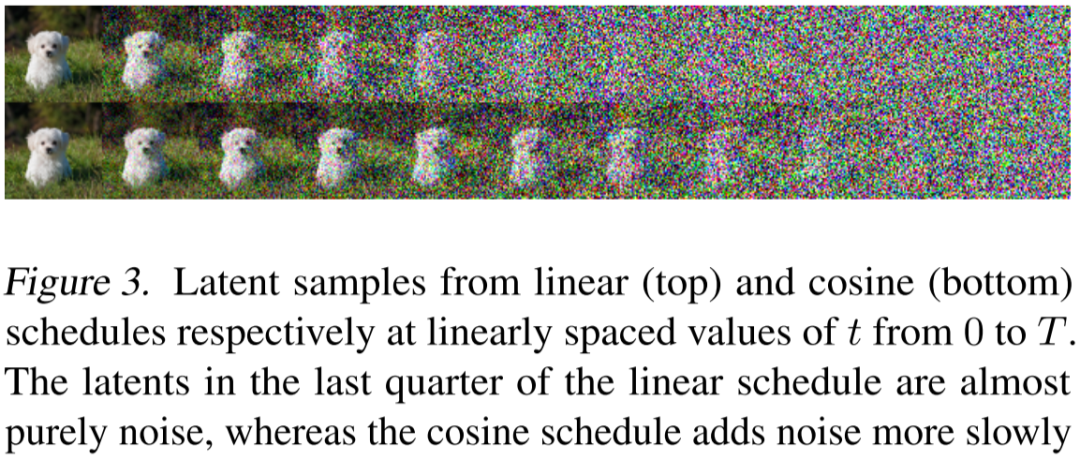 Figure 3. Latent samples from linear (top) and cosine (bottom)
schedules respectively at linearly spaced values of t from 0 to T.
The latents in the last quarter of the linear schedule are almost
purely noise, whereas the cosine schedule adds noise more slowly